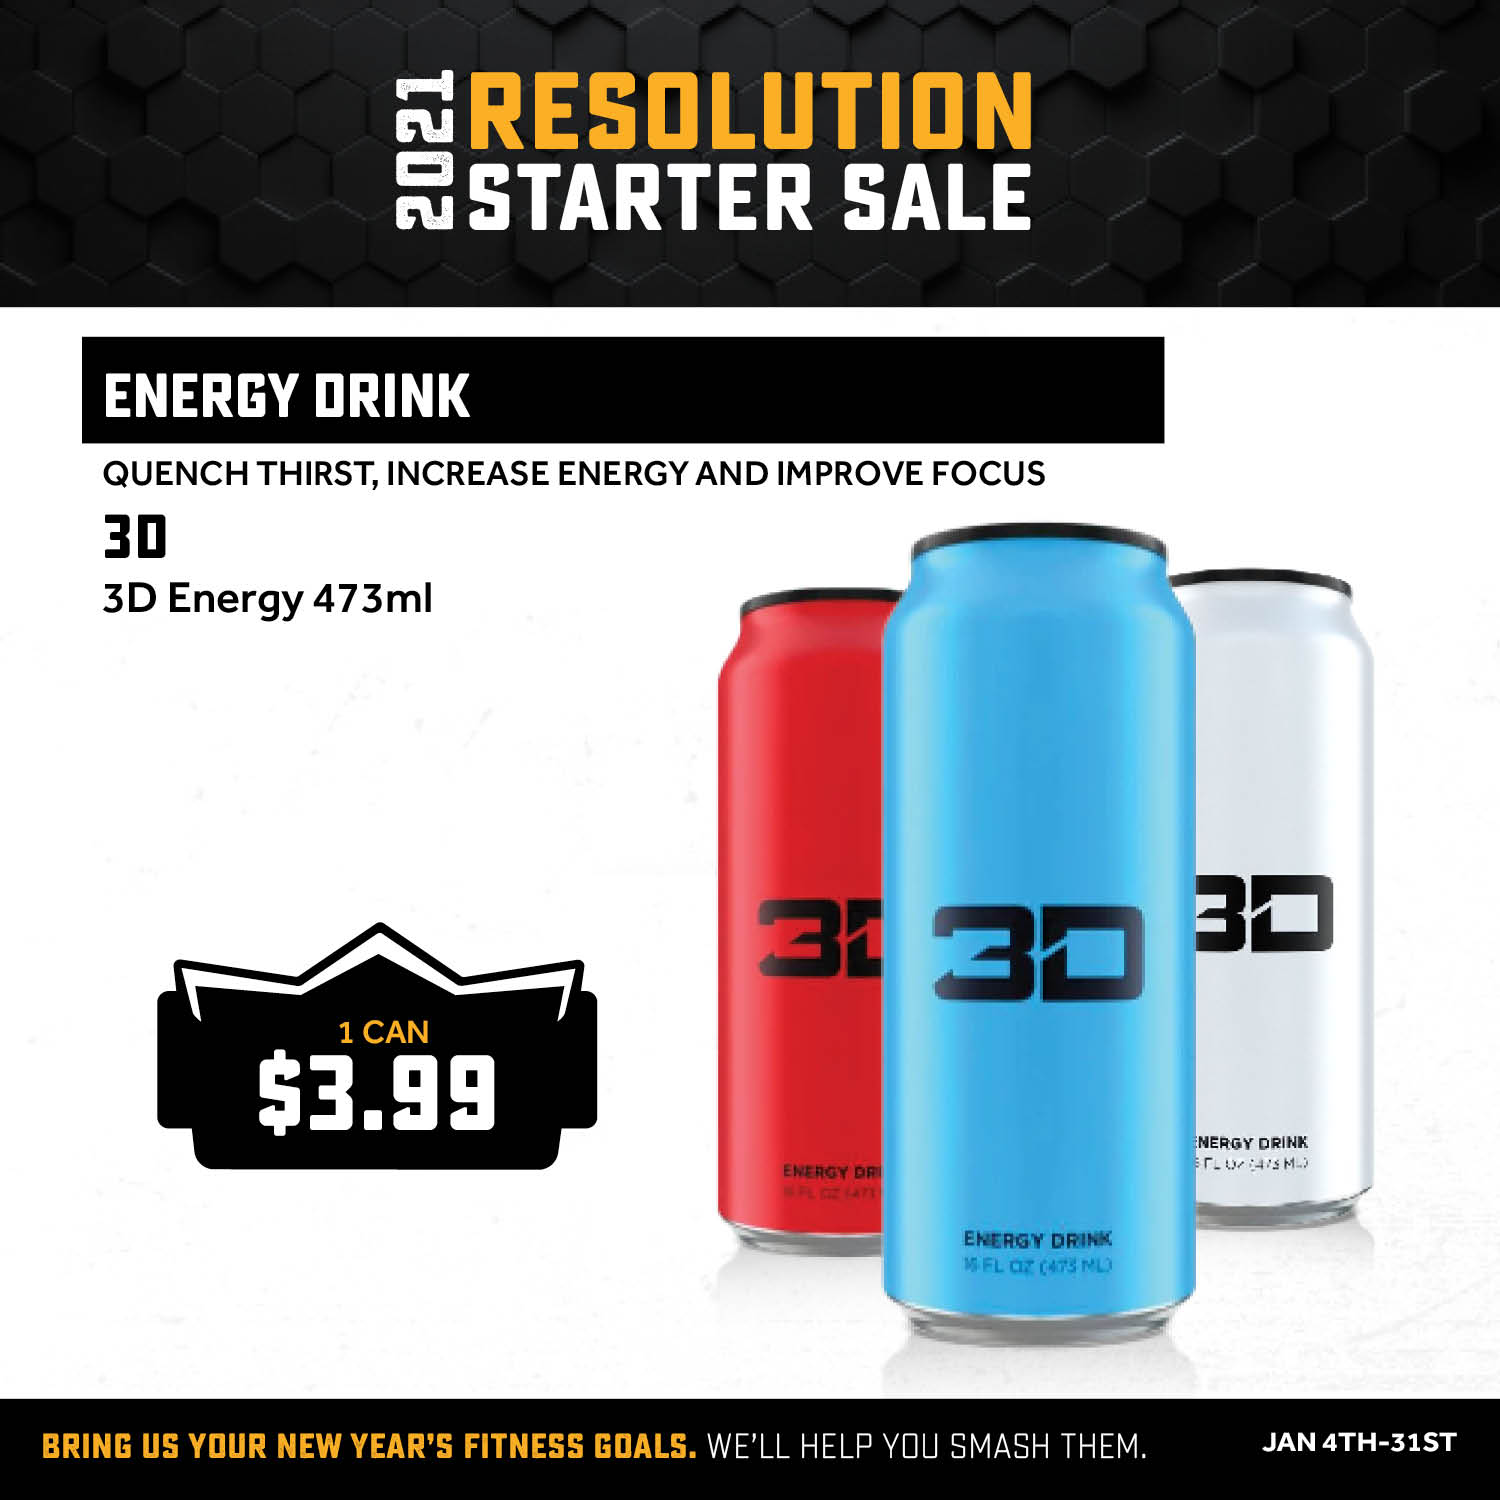 2021
RESOLUTION
STARTER SALE
ENERGY DRINK
QUENCH THIRST, INCREASE ENERGY AND IMPROVE FOCUS
3D
3D Energy 473ml
1 CAN
$3.99
3D
ENERGY
3D
ENERGY DRINK
16 FL OZ (473 ML)
3D
DRINK
BRING US YOUR NEW YEAR'S FITNESS GOALS. WE'LL HELP YOU SMASH THEM.
JAN 4TH-31ST